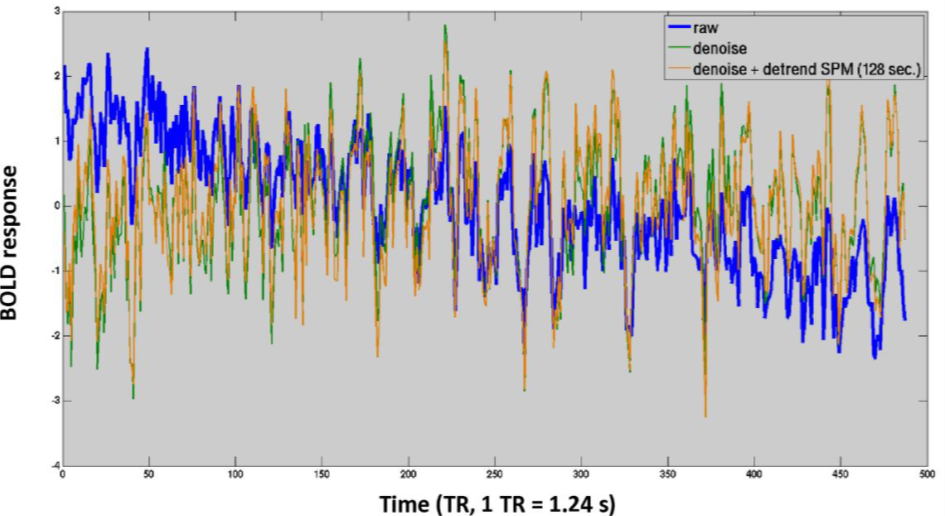 3
2
1
0
-1
-2
-3
-4
BOLD response
raw
denoise
denoise + detrend SPM (128 sec.)
0 50 100 150 200 250 300 350 400 450 500
Time (TR, 1 TR = 1.24 s)